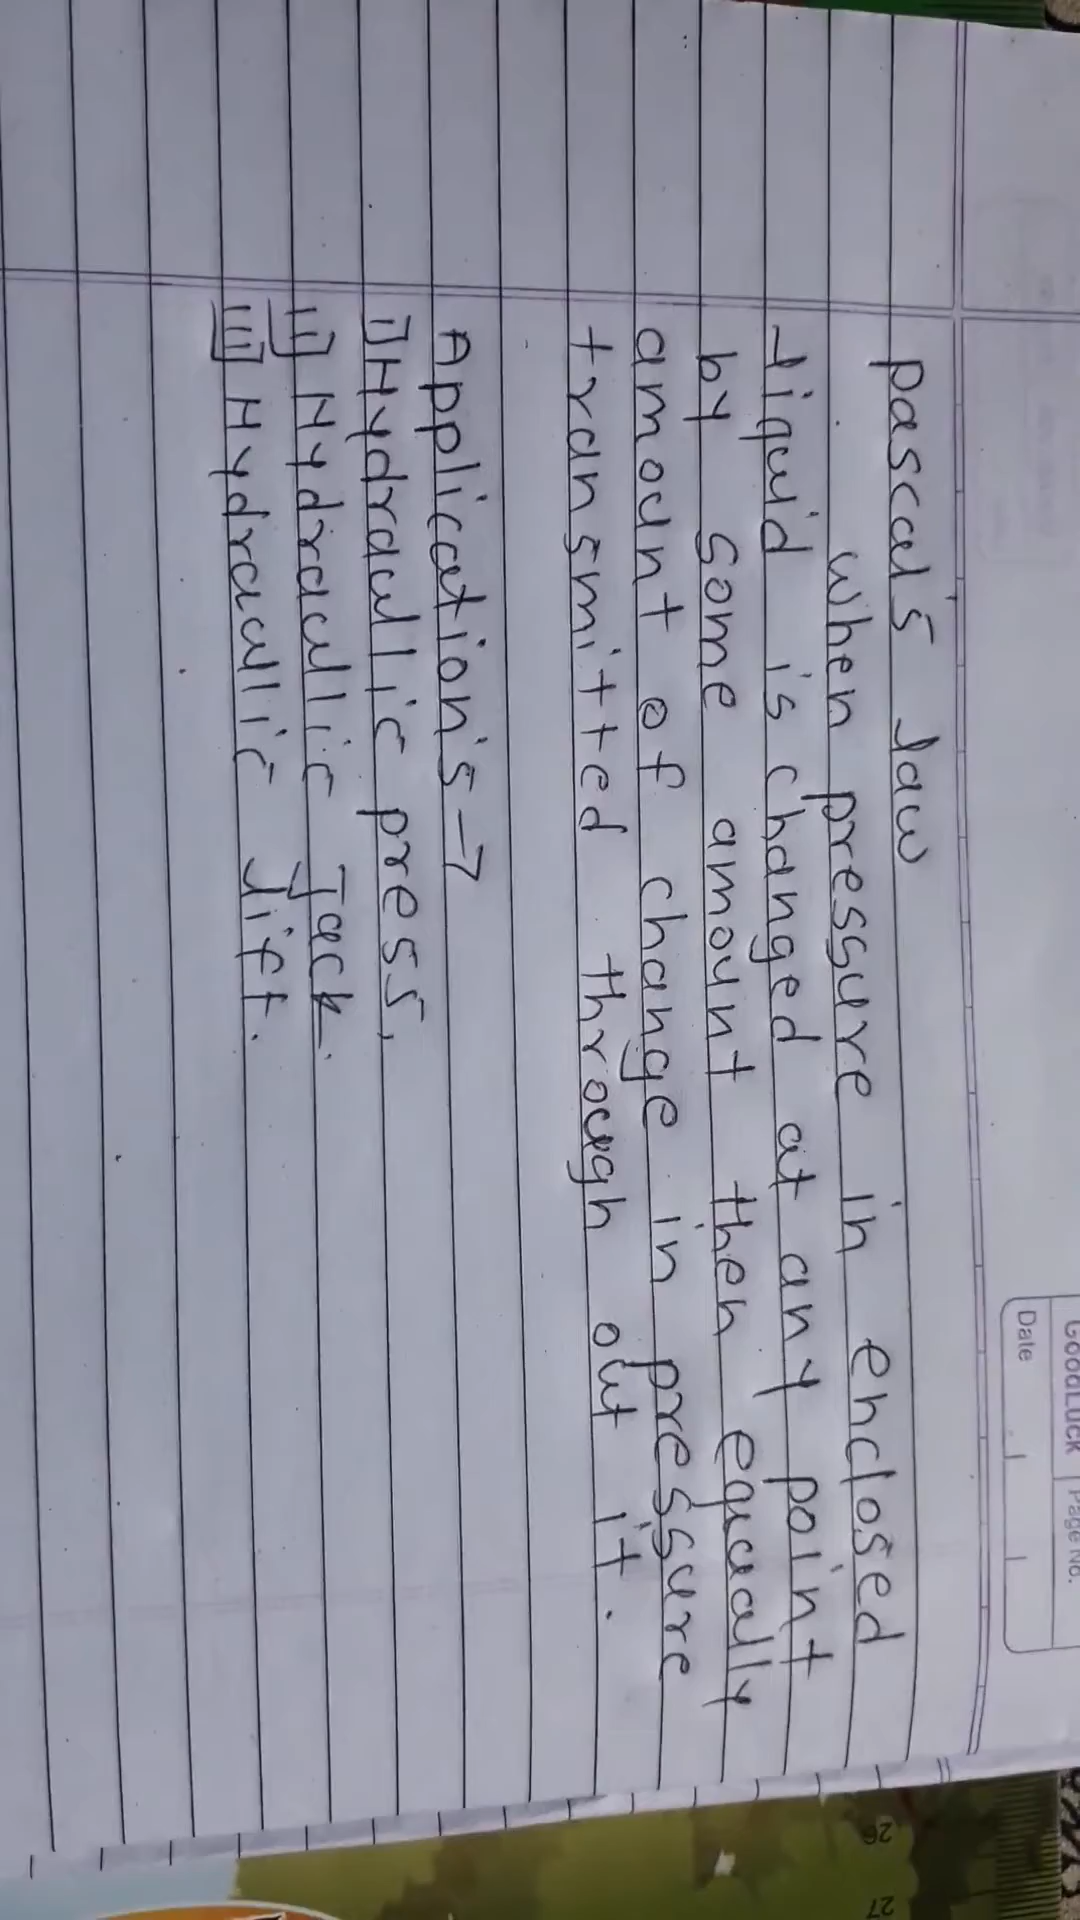 GoodLuck Page No.
Date
pascal's law
when pressure in enclosed
liquid is changed at any point
by some amount then equally
amount of change in pressure
transmitted through out it.
Application's →
I] Hydraullic press,
II] Hydraullic Jack.
III] Hydraullic lift.
26
27